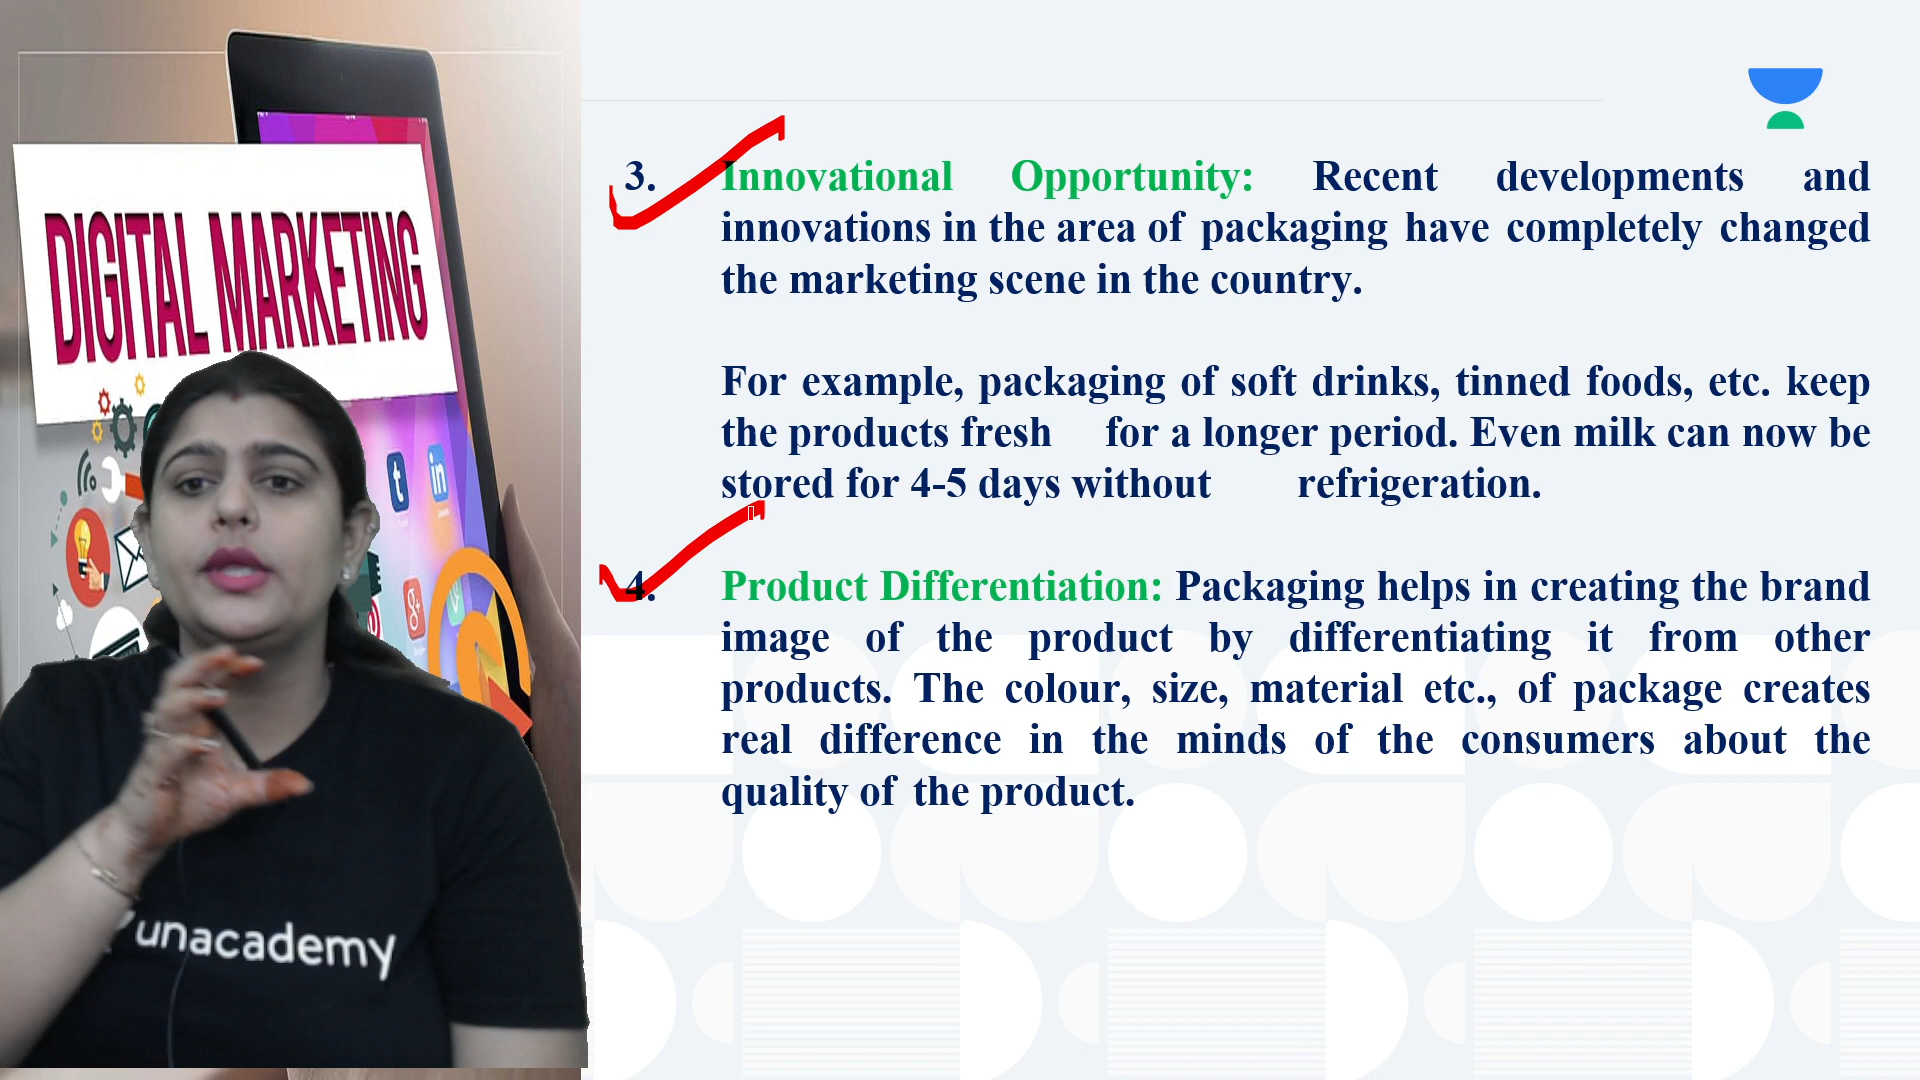 DIGITAL MARKETING
unacademy
3. Innovational Opportunity: Recent developments and
innovations in the area of packaging have completely changed
the marketing scene in the country.
For example, packaging of soft drinks, tinned foods, etc. keep
the products fresh for a longer period. Even milk can now be
stored for 4-5 days without refrigeration.
4. Product Differentiation: Packaging helps in creating the brand
image of the product by differentiating it from other
products. The colour, size, material etc., of package creates
real difference in the minds of the consumers about the
quality of the product.